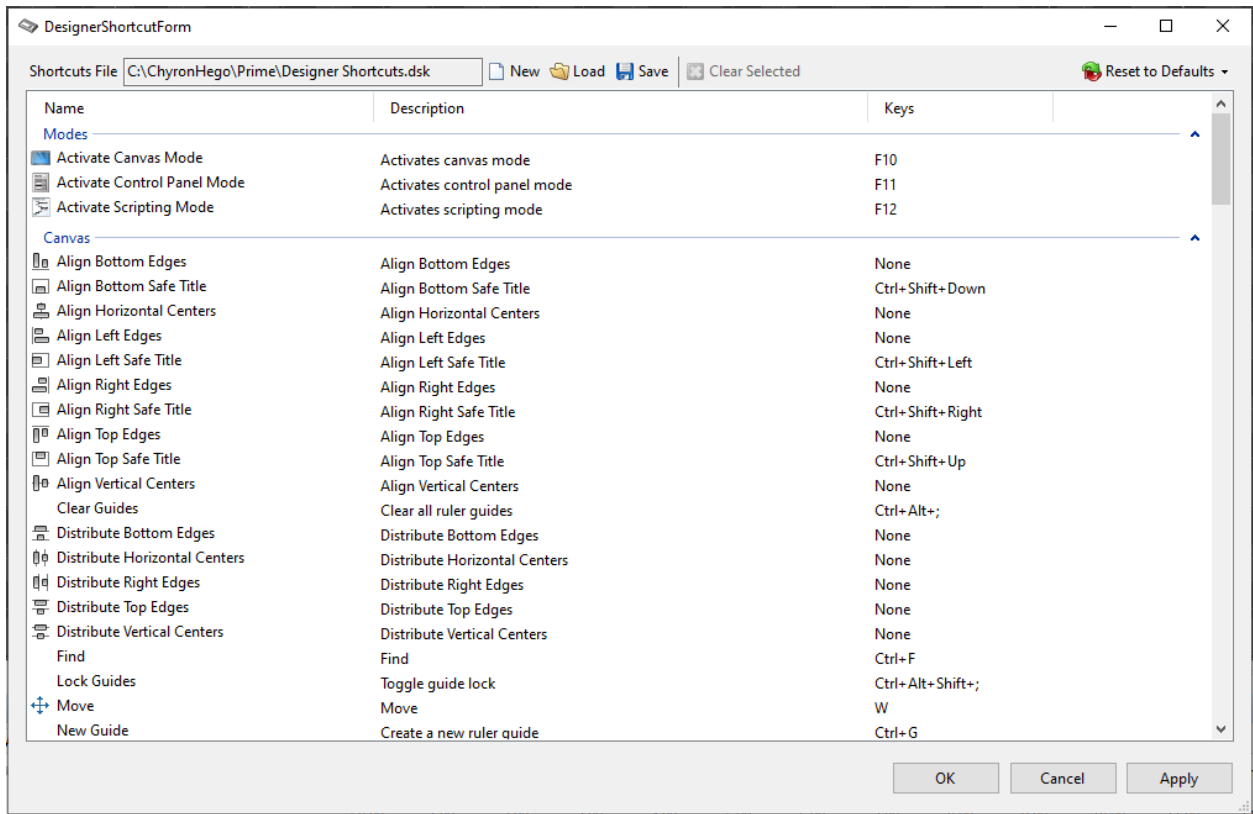 DesignerShortcutForm
Shortcuts File C:\ChyronHego\Prime\Designer Shortcuts.dsk New Load Save Clear Selected Reset to Defaults
Name Description Keys
Modes
Activate Canvas Mode Activates canvas mode F10
Activate Control Panel Mode Activates control panel mode F11
Activate Scripting Mode Activates scripting mode F12
Canvas
Align Bottom Edges Align Bottom Edges None
Align Bottom Safe Title Align Bottom Safe Title Ctrl+Shift+Down
Align Horizontal Centers Align Horizontal Centers None
Align Left Edges Align Left Edges None
Align Left Safe Title Align Left Safe Title Ctrl+Shift+Left
Align Right Edges Align Right Edges None
Align Right Safe Title Align Right Safe Title Ctrl+Shift+Right
Align Top Edges Align Top Edges None
Align Top Safe Title Align Top Safe Title Ctrl+Shift+Up
Align Vertical Centers Align Vertical Centers None
Clear Guides Clear all ruler guides Ctrl+Alt+;
Distribute Bottom Edges Distribute Bottom Edges None
Distribute Horizontal Centers Distribute Horizontal Centers None
Distribute Right Edges Distribute Right Edges None
Distribute Top Edges Distribute Top Edges None
Distribute Vertical Centers Distribute Vertical Centers None
Find Find Ctrl+F
Lock Guides Toggle guide lock Ctrl+Alt+Shift+;
Move Move W
New Guide Create a new ruler guide Ctrl+G
OK Cancel Apply